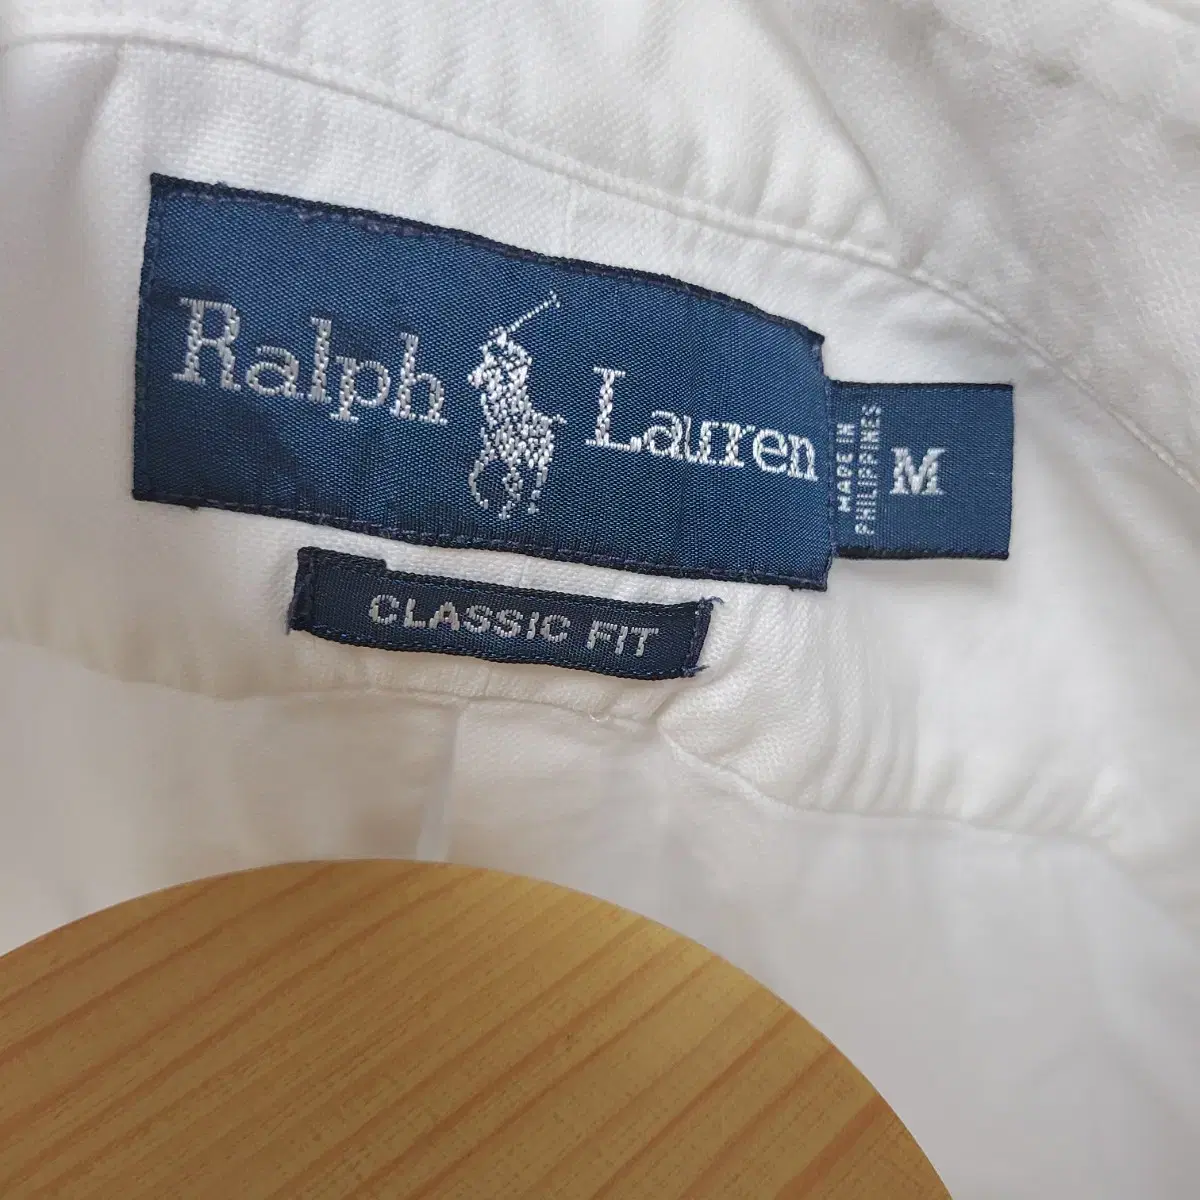 Ralph Lauren
MADE IN
PHILIPPINES
M
CLASSIC FIT